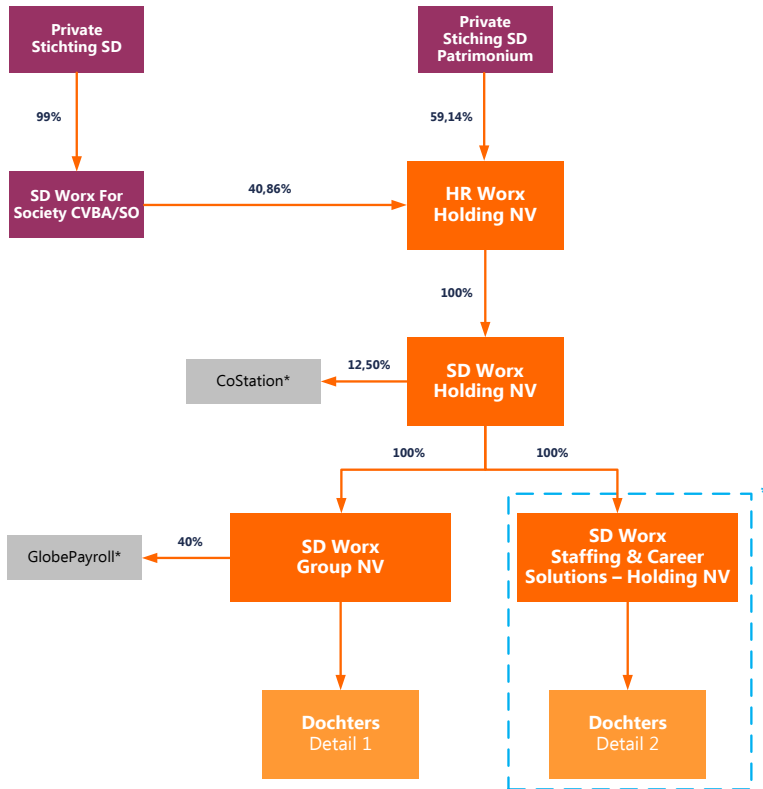 Private
Stichting SD
Private
Stiching SD
Patrimonium
99%
59,14%
SD Worx For
Society CVBA/SO
40,86%
HR Worx
Holding NV
100%
CoStation*
12,50%
SD Worx
Holding NV
100%
100%
GlobePayroll*
40%
SD Worx
Group NV
SD Worx
Staffing & Career
Solutions – Holding NV
Dochters
Detail 1
Dochters
Detail 2